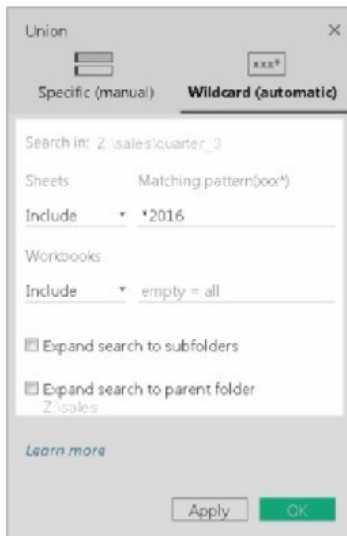 Union ×
xxx*
Specific (manual) Wildcard (automatic)
Search in: Z:\sales\quarter_3
Sheets Matching pattern(xxx*)
Include *2016
Workbooks
Include empty = all
Expand search to subfolders
Expand search to parent folder
Z:\sales
Learn more
Apply OK